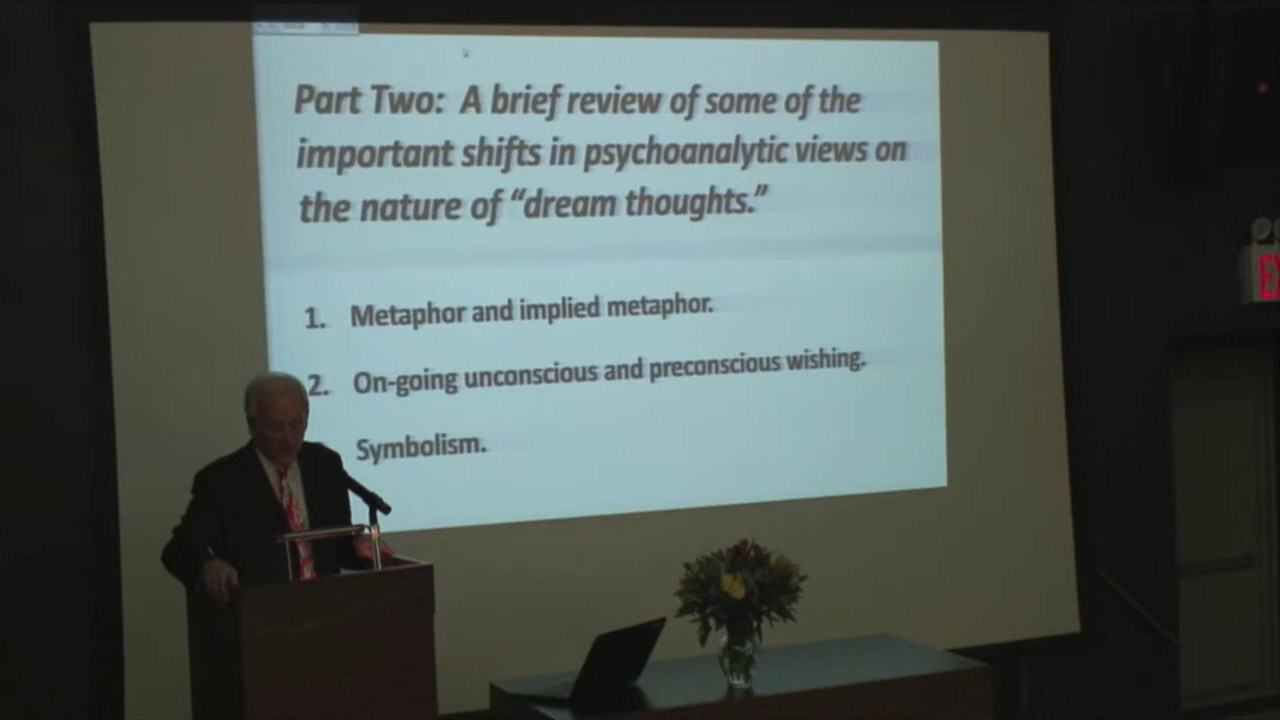 Part Two: A brief review of some of the
important shifts in psychoanalytic views on
the nature of “dream thoughts.”
1. Metaphor and implied metaphor.
2. On-going unconscious and preconscious wishing.
Symbolism.